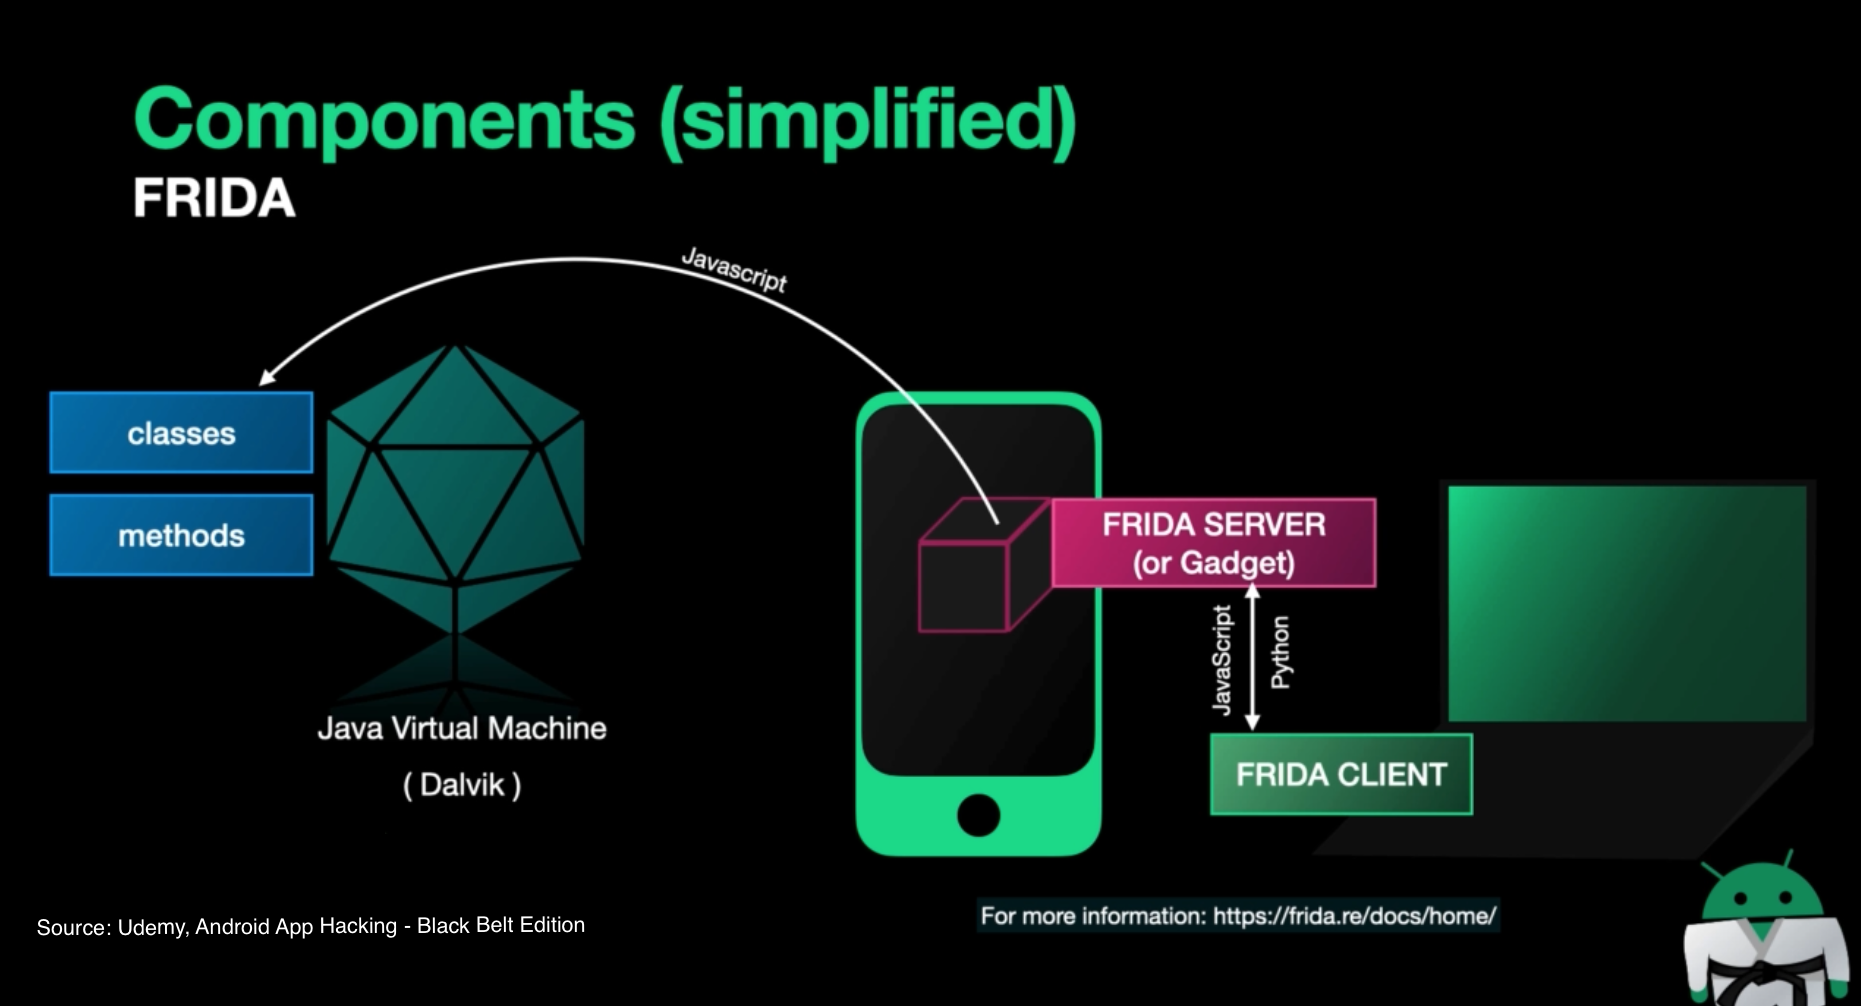 Components (simplified)
FRIDA
Javascript
classes
methods
Java Virtual Machine
( Dalvik )
FRIDA SERVER
(or Gadget)
JavaScript
Python
FRIDA CLIENT
For more information: https://frida.re/docs/home/
Source: Udemy, Android App Hacking - Black Belt Edition